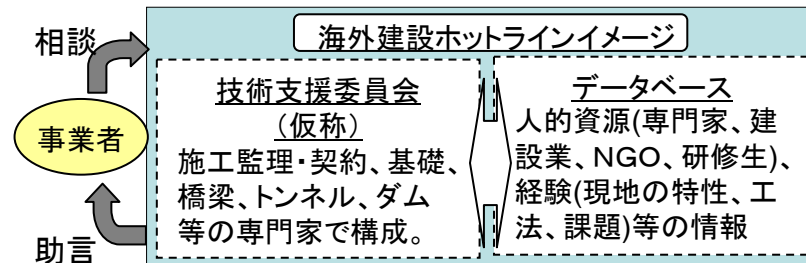 相談
海外建設ホットラインイメージ
事業者
助言
技術支援委員会
(仮称)
施工監理・契約、基礎、
橋梁、トンネル、ダム
等の専門家で構成。
データベース
人的資源(専門家、建
設業、NGO、研修生)、
経験(現地の特性、工
法、課題)等の情報